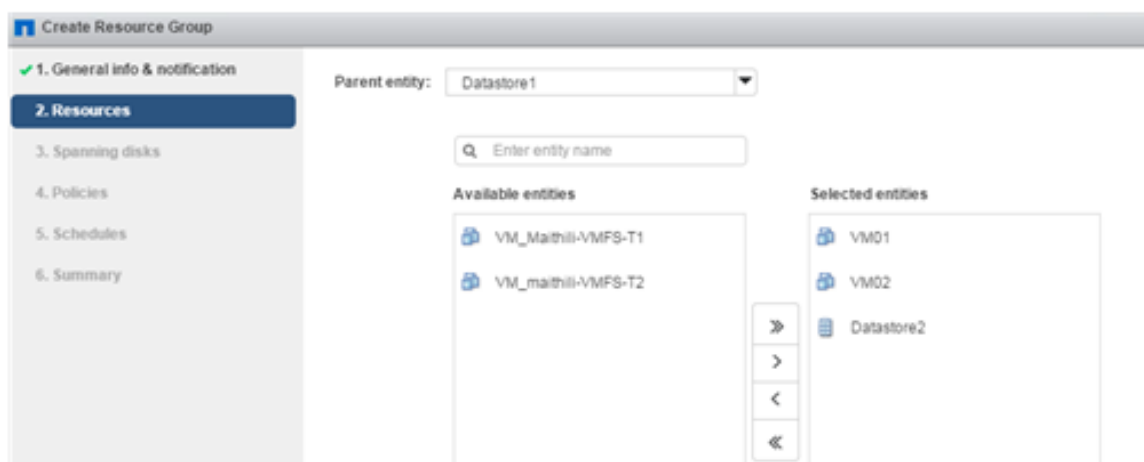 Create Resource Group
1. General info & notification
2. Resources
3. Spanning disks
4. Policies
5. Schedules
6. Summary
Parent entity: Datastore1
Enter entity name
Available entities
VM_Maithili-VMFS-T1
VM_maithili-VMFS-T2
Selected entities
VM01
VM02
Datastore2